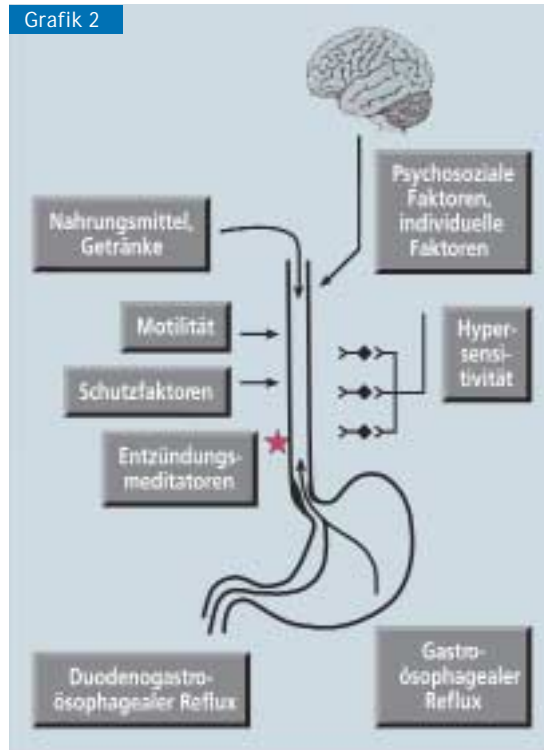 Grafik 2
Psychosoziale
Faktoren,
individuelle
Faktoren
Nahrungsmittel,
Getränke
Motilität
Hyper-
sensi-
tivität
Schutzfaktoren
Entzündungs-
meditatoren
Duodenogastro-
ösophagealer Reflux
Gastro-
ösophagealer
Reflux